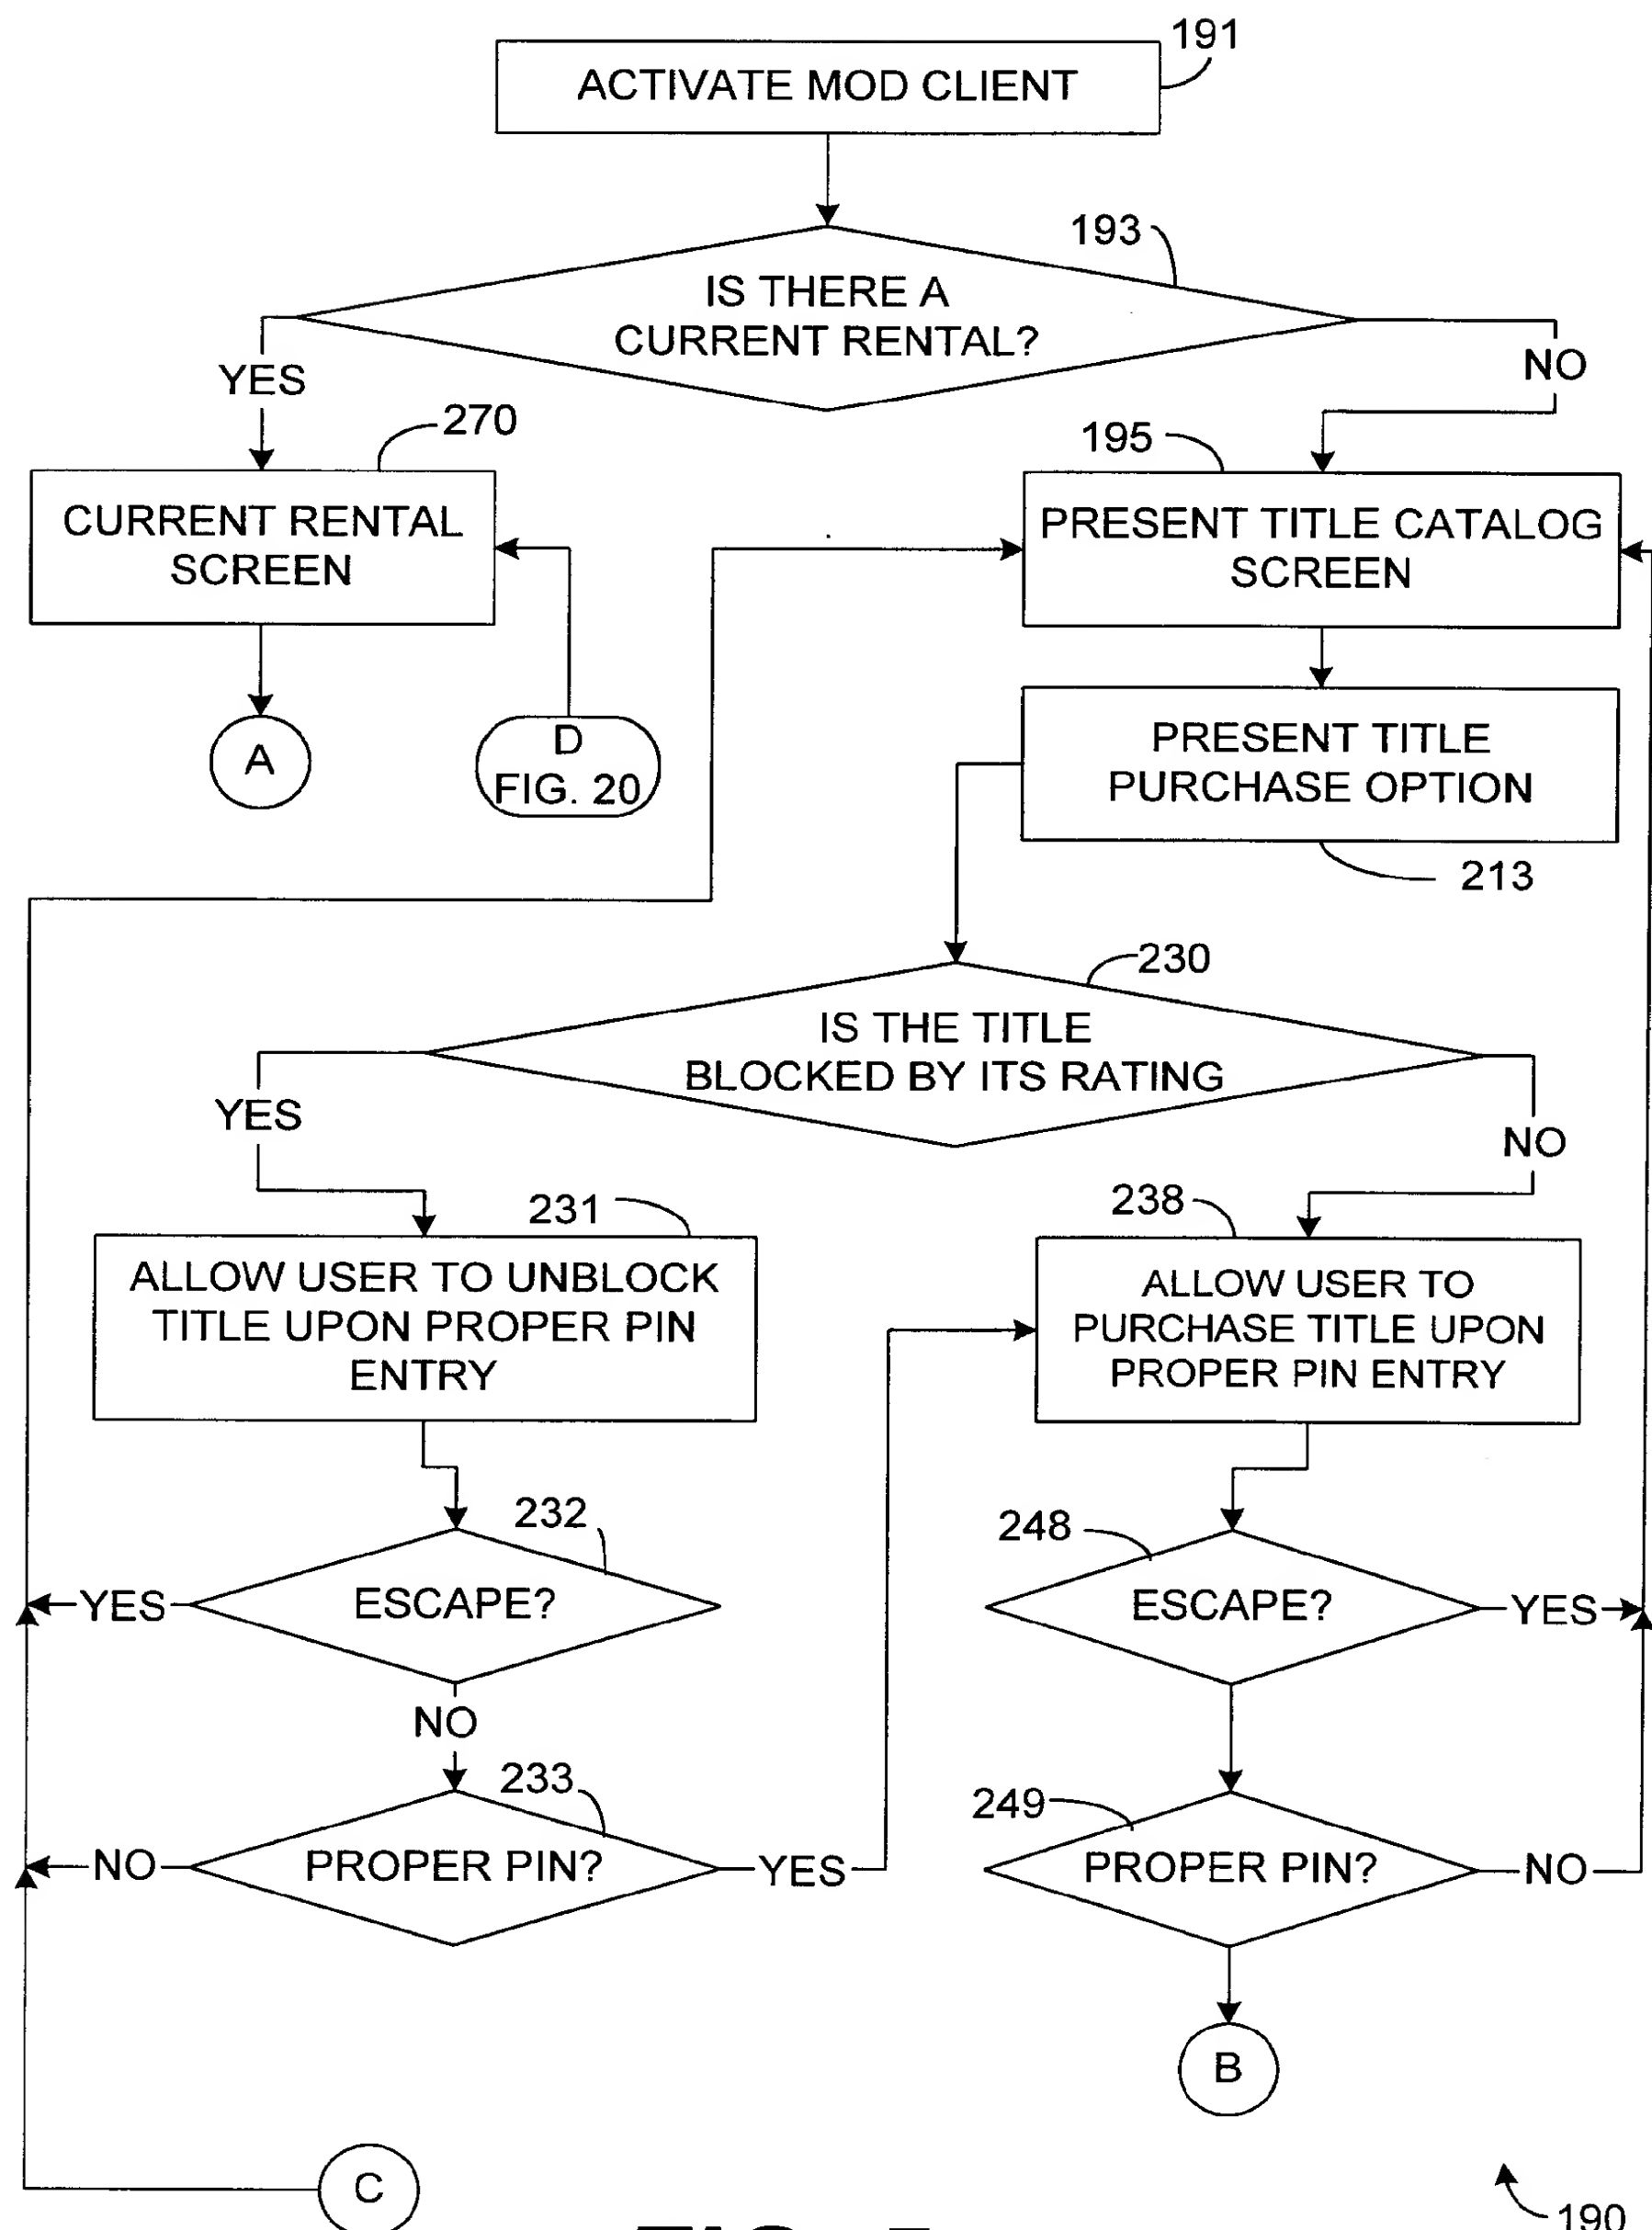 191
ACTIVATE MOD CLIENT
193
IS THERE A
CURRENT RENTAL?
YES
NO
270
195
CURRENT RENTAL
SCREEN
PRESENT TITLE CATALOG
SCREEN
A
D
FIG. 20
PRESENT TITLE
PURCHASE OPTION
213
230
IS THE TITLE
BLOCKED BY ITS RATING
YES
NO
231
238
ALLOW USER TO UNBLOCK
TITLE UPON PROPER PIN
ENTRY
ALLOW USER TO
PURCHASE TITLE UPON
PROPER PIN ENTRY
232
248
YES
ESCAPE?
ESCAPE?
YES
NO
233
249
NO
PROPER PIN?
YES
PROPER PIN?
NO
B
C
190